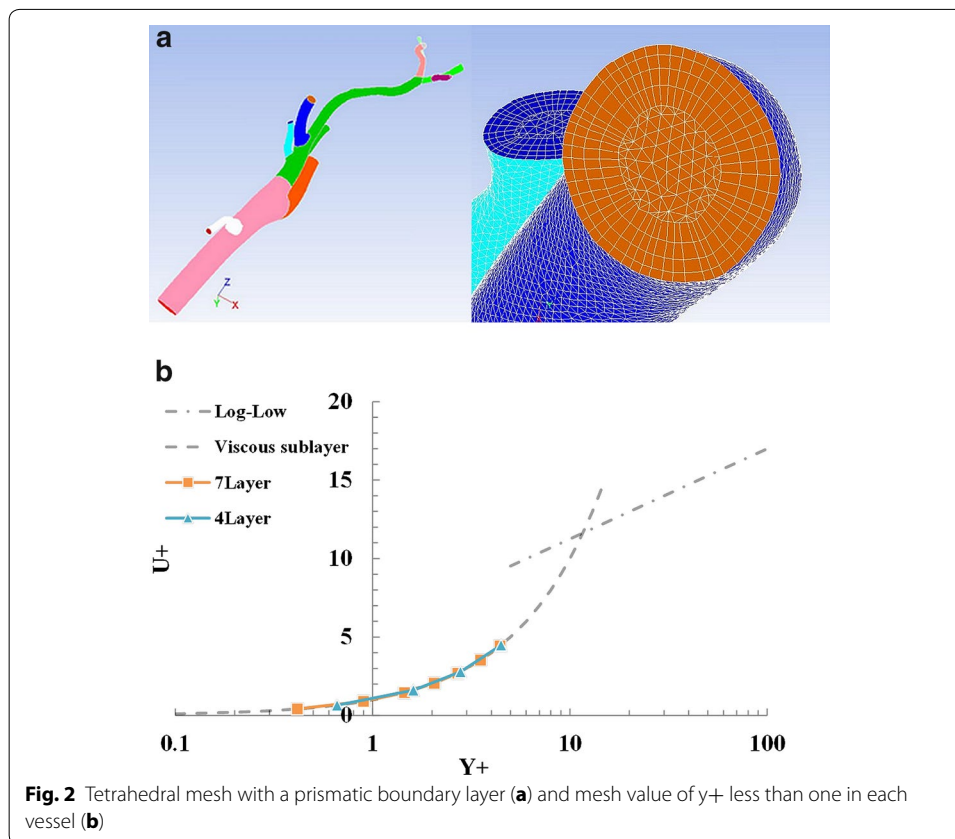 a
Z
Y
X
b
Log-Low
Viscous sublayer
7Layer
4Layer
U+
20
15
10
5
0
0.1
1
10
100
Y+
Fig. 2 Tetrahedral mesh with a prismatic boundary layer (a) and mesh value of y+ less than one in each
vessel (b)